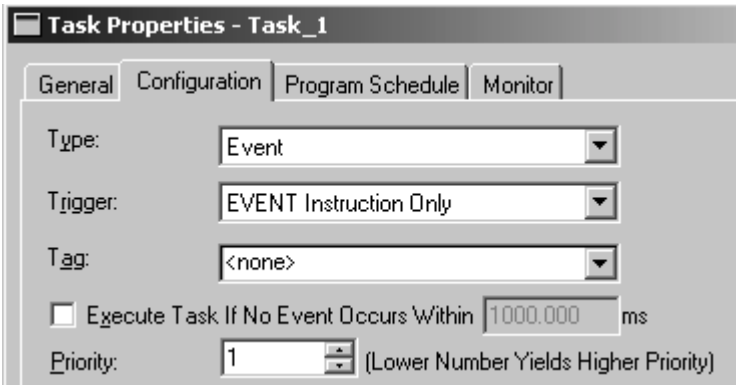 Task Properties - Task_1
General Configuration Program Schedule Monitor
Type: Event
Trigger: EVENT Instruction Only
Tag: <none>
Execute Task If No Event Occurs Within 1000.000 ms
Priority: 1 (Lower Number Yields Higher Priority)